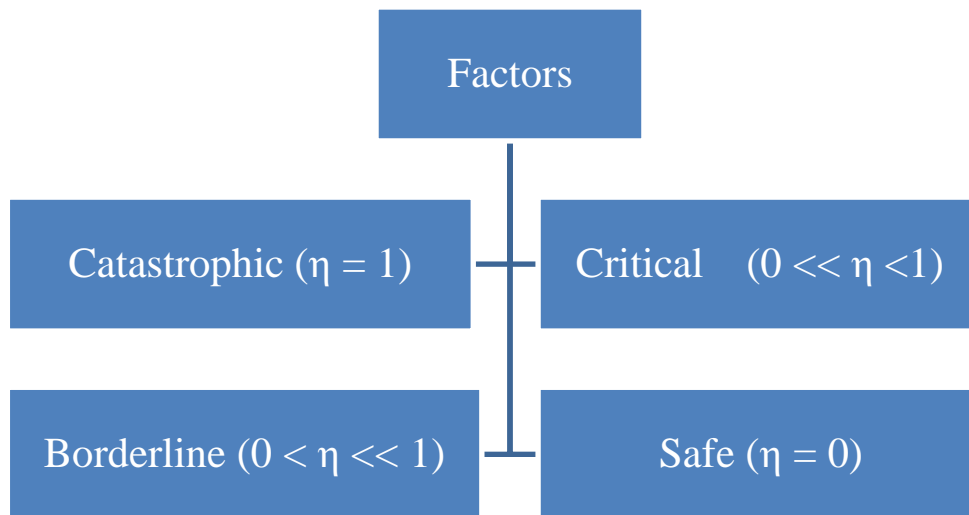 Factors
Catastrophic (η = 1)
Critical (0 << η <1)
Borderline (0 < η << 1)
Safe (η = 0)